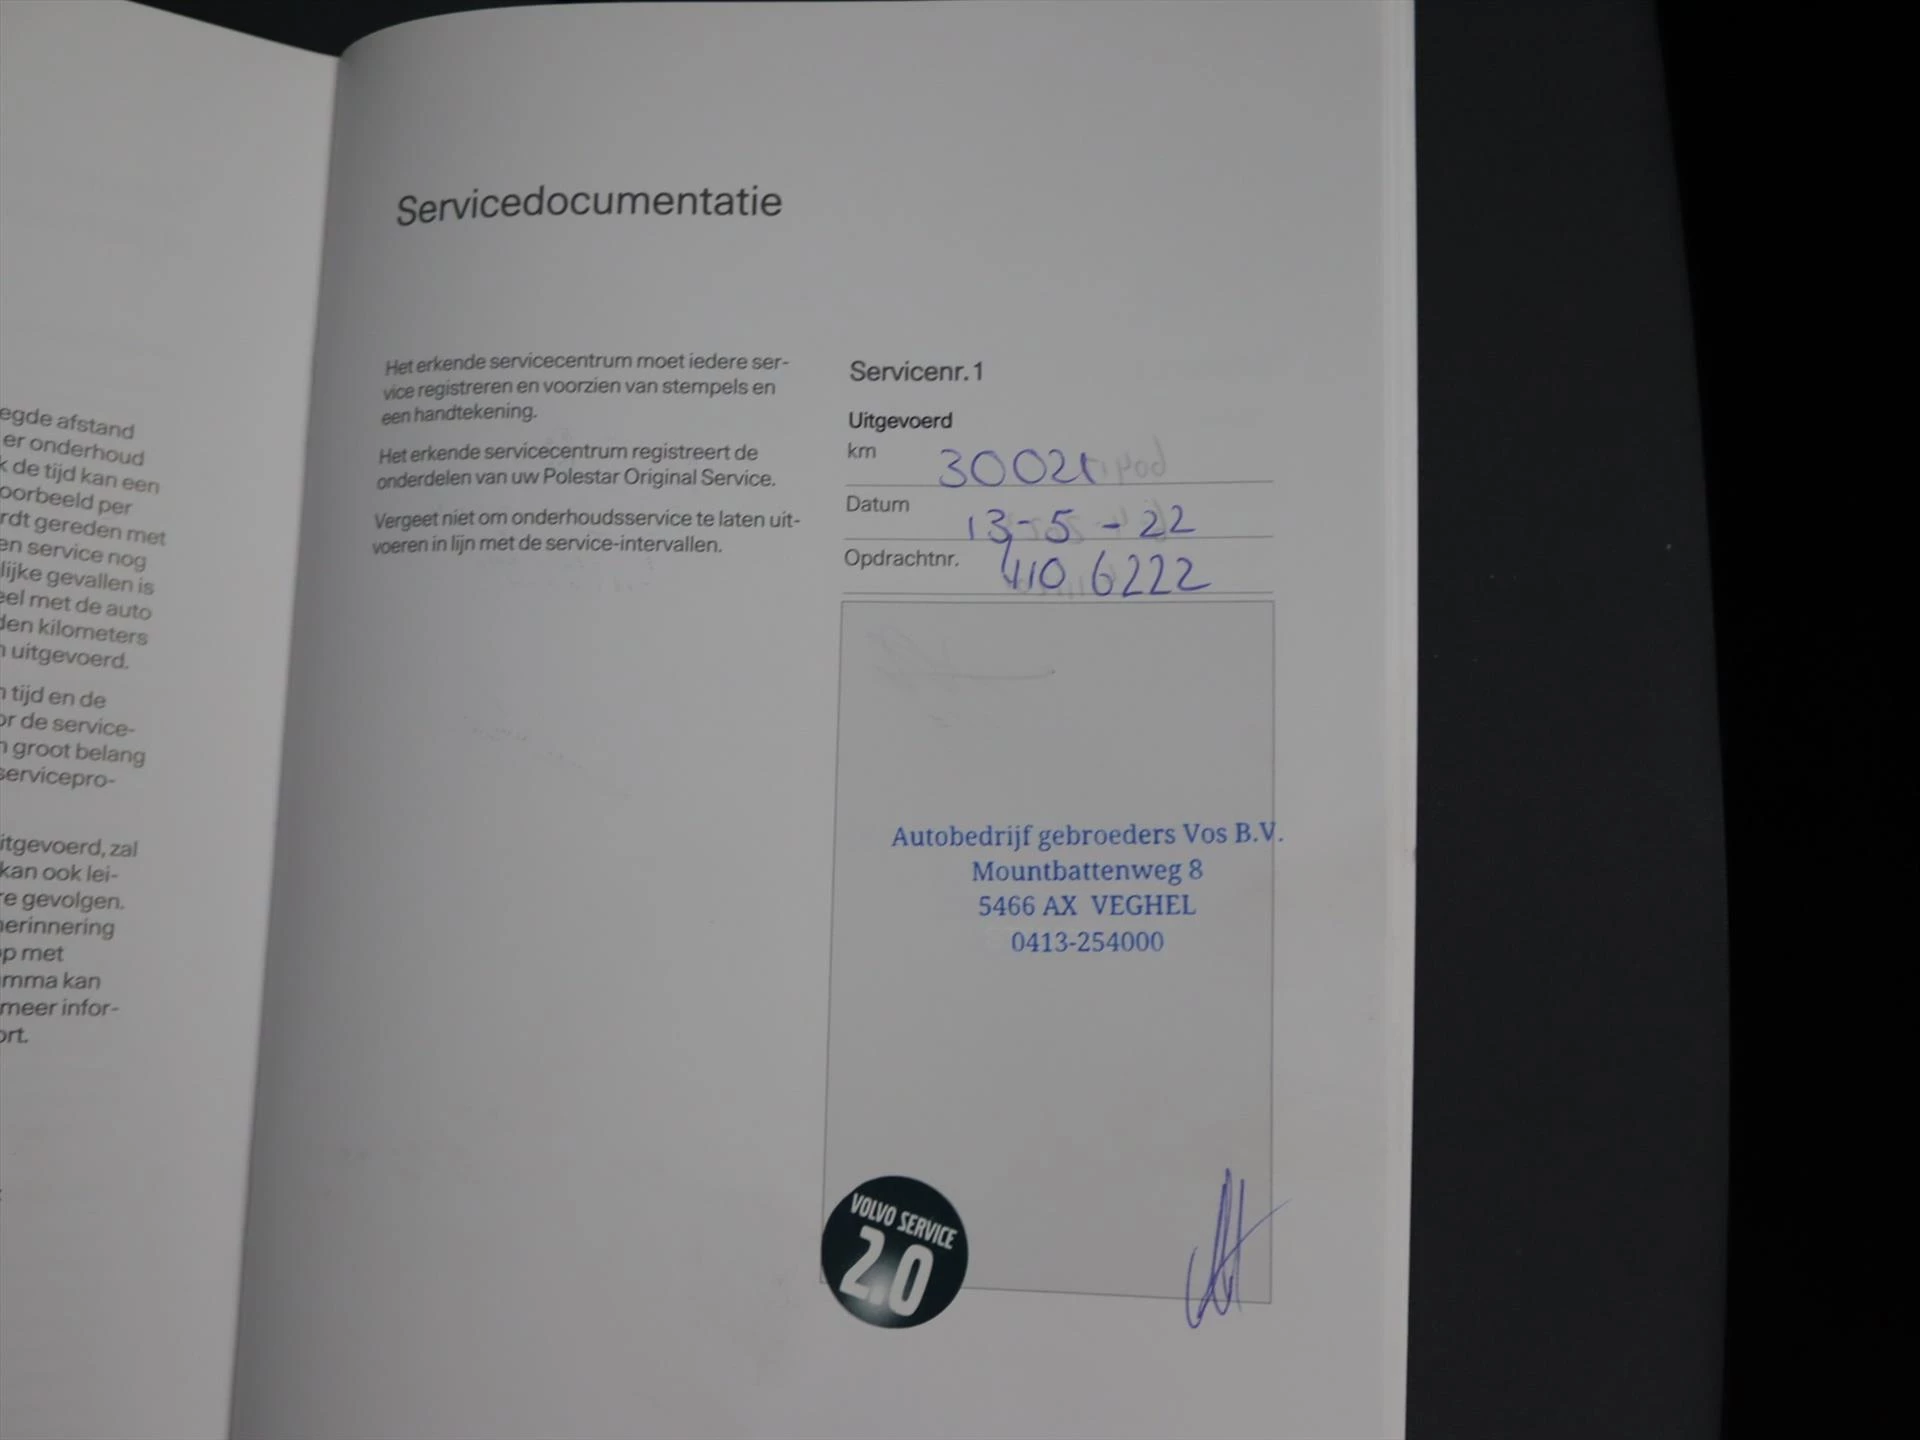 egde afstand
er onderhoud
k de tijd kan een
oorbeeld per
rdt gereden met
en service nog
lijke gevallen is
eel met de auto
den kilometers
n uitgevoerd.
n tijd en de
or de service-
n groot belang
servicepro-
itgevoerd, zal
kan ook lei-
re gevolgen.
herinnering
op met
mma kan
meer infor-
ort.
Servicedocumentatie
Het erkende servicecentrum moet iedere ser-
vice registreren en voorzien van stempels en
een handtekening.
Het erkende servicecentrum registreert de
onderdelen van uw Polestar Original Service.
Vergeet niet om onderhoudsservice te laten uit-
voeren in lijn met de service-intervallen.
Servicenr. 1
Uitgevoerd
km 30021
Datum 13-5-22
Opdrachtnr. 4106222
Autobedrijf gebroeders Vos B.V.
Mountbattenweg 8
5466 AX VEGHEL
0413-254000
VOLVO SERVICE
2.0